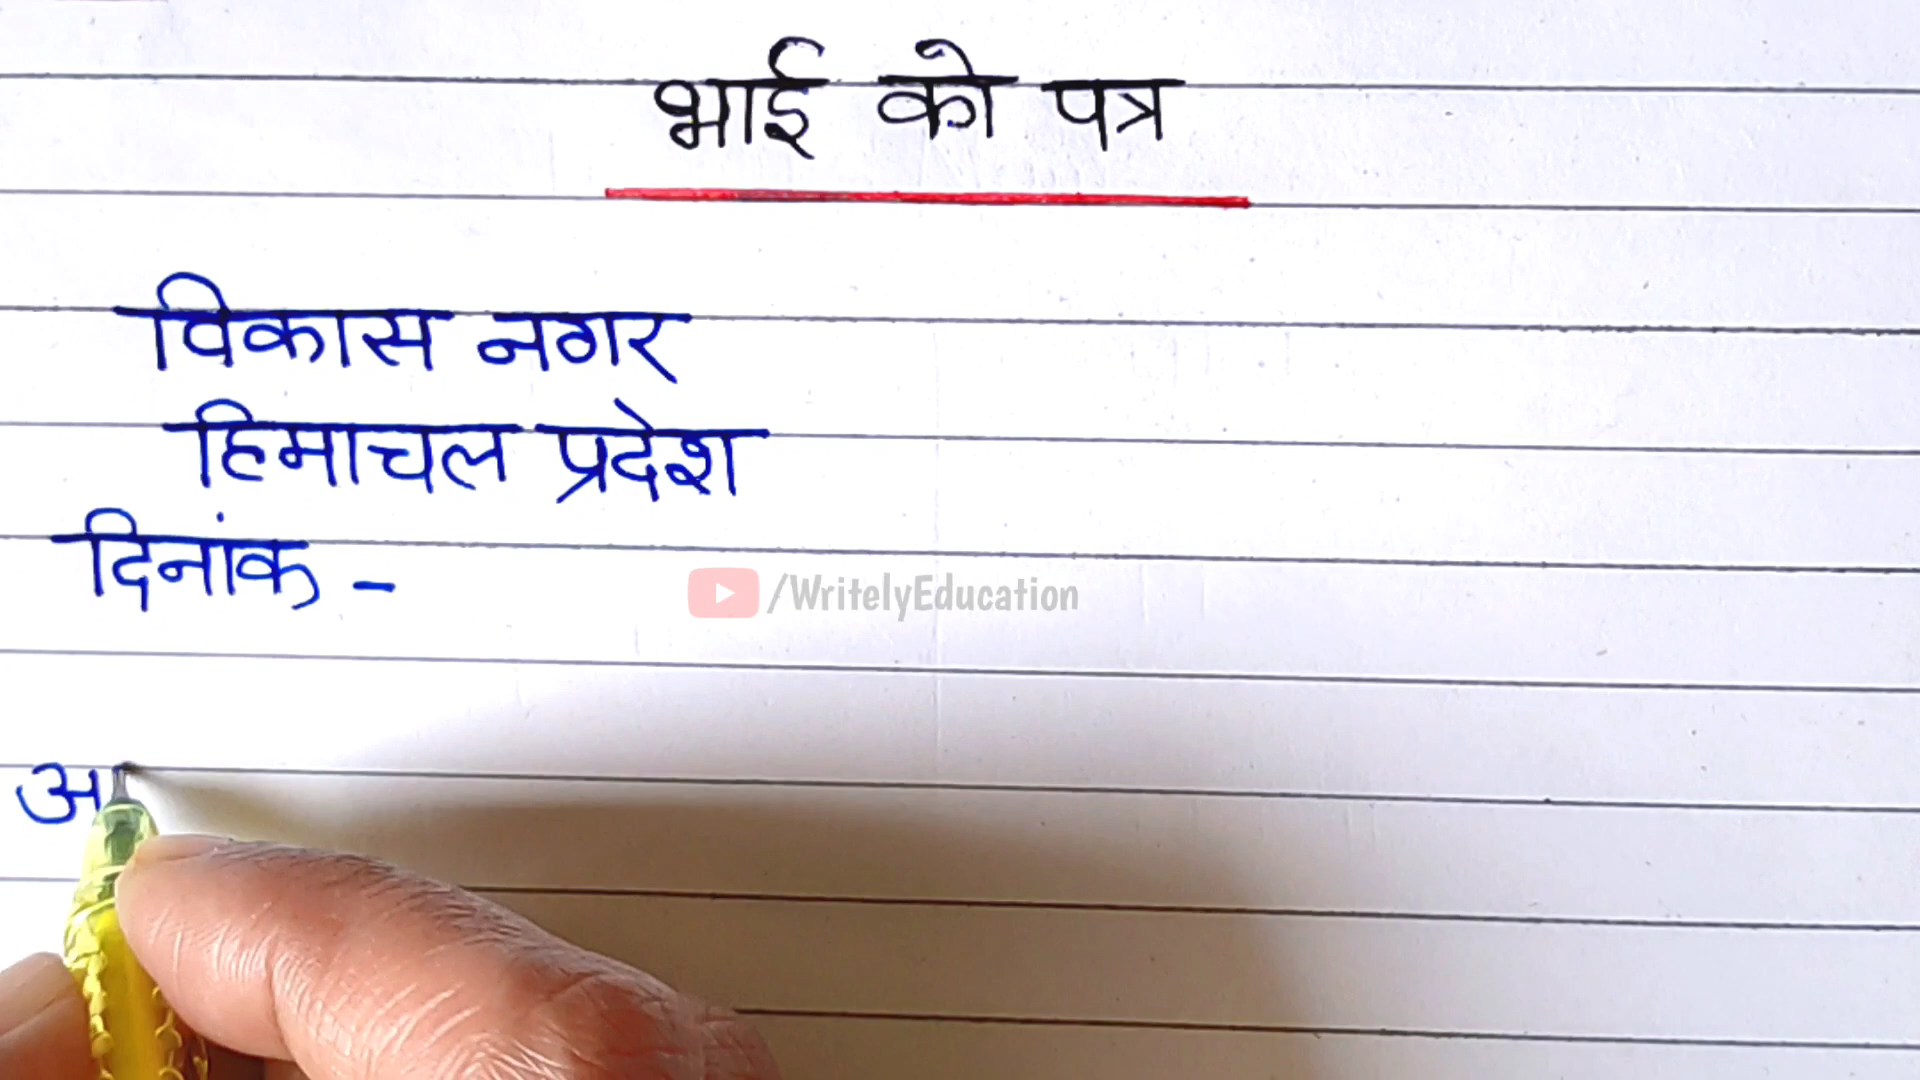 भाई को पत्र
विकास नगर
हिमाचल प्रदेश
दिनांक -
/WritelyEducation
अ